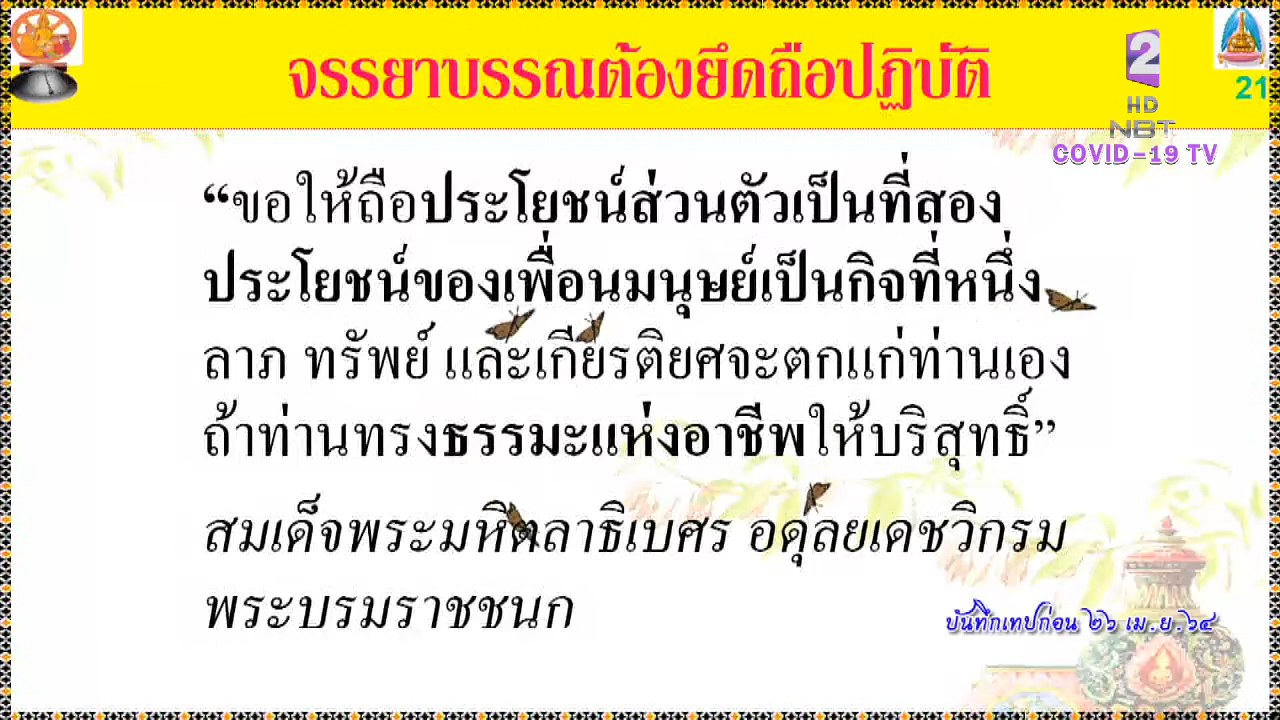 จรรยาบรรณต้องยึดถือปฏิบัติ
2
HD
NBT
COVID-19 TV
21
“ขอให้ถือประโยชน์ส่วนตัวเป็นที่สอง
ประโยชน์ของเพื่อนมนุษย์เป็นกิจที่หนึ่ง
ลาภ ทรัพย์ และเกียรติยศจะตกแก่ท่านเอง
ถ้าท่านทรงธรรมะแห่งอาชีพให้บริสุทธิ์”
สมเด็จพระมหิตลาธิเบศร อดุลยเดชวิกรม
พระบรมราชชนก
บันทึกเทปก่อน ๒๖ เม.ย.๖๔